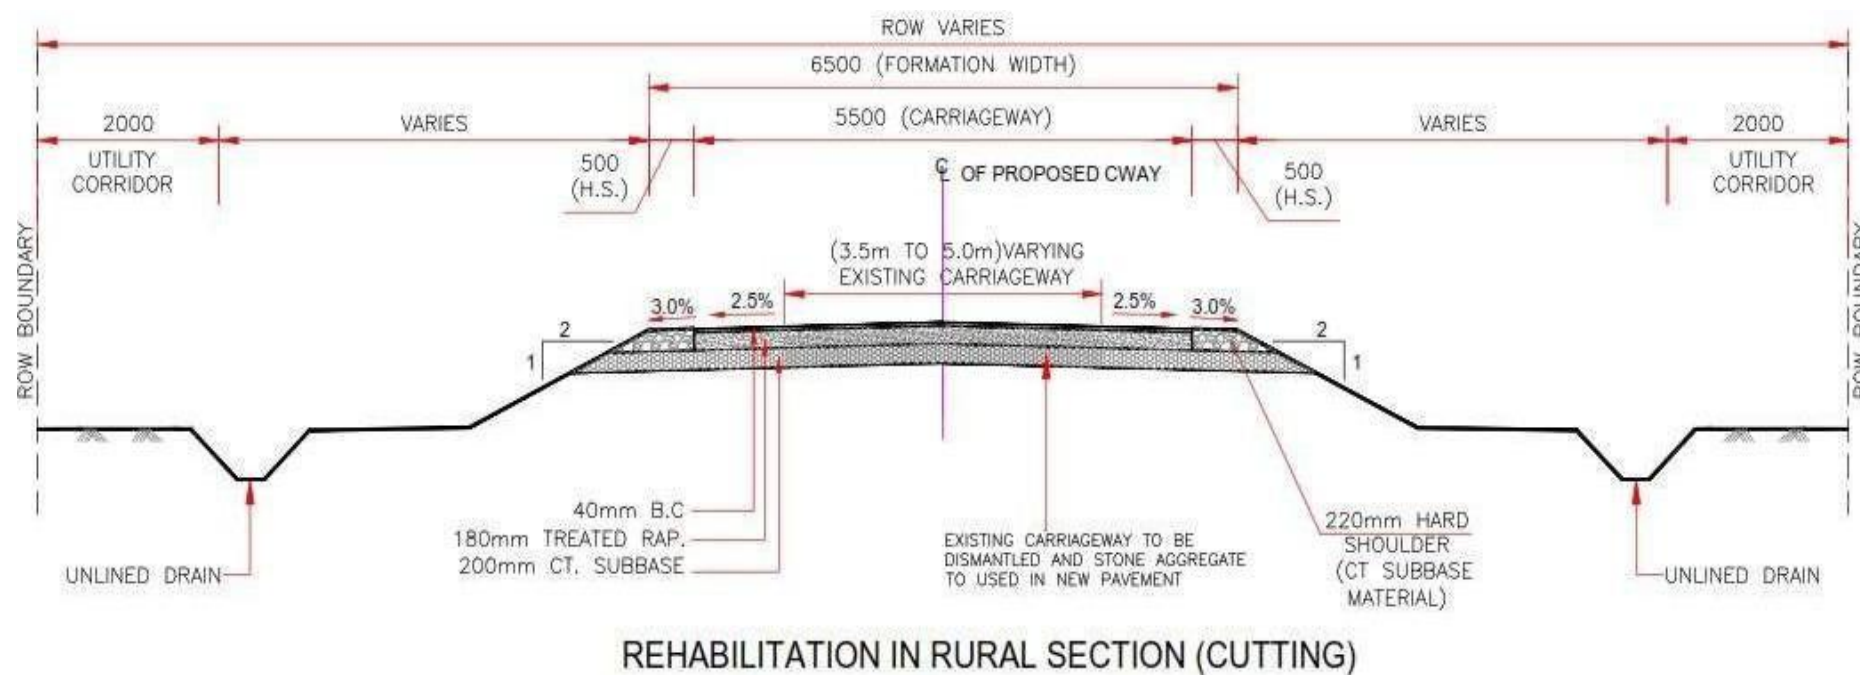 ROW VARIES
6500 (FORMATION WIDTH)
2000
VARIES
5500 (CARRIAGEWAY)
VARIES
2000
UTILITY
CORRIDOR
500
(H.S.)
℄ OF PROPOSED CWAY
500
(H.S.)
UTILITY
CORRIDOR
ROW BOUNDARY
(3.5m TO 5.0m)VARYING
EXISTING CARRIAGEWAY
ROW BOUNDARY
3.0%
2.5%
2.5%
3.0%
2
1
2
1
40mm B.C
180mm TREATED RAP.
200mm CT. SUBBASE
EXISTING CARRIAGEWAY TO BE
DISMANTLED AND STONE AGGREGATE
TO USED IN NEW PAVEMENT
220mm HARD
SHOULDER
(CT SUBBASE
MATERIAL)
UNLINED DRAIN
UNLINED DRAIN
REHABILITATION IN RURAL SECTION (CUTTING)